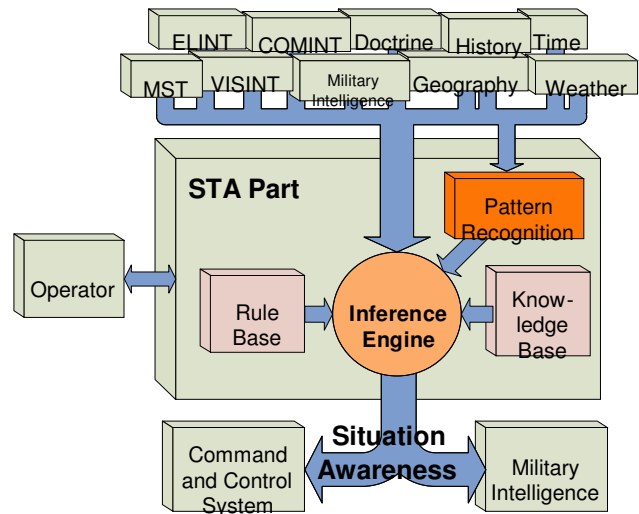 ELINT
COMINT
Doctrine
History
Time
MST
VISINT
Military
Intelligence
Geography
Weather
STA Part
Pattern
Recognition
Operator
Rule
Base
Inference
Engine
Know-
ledge
Base
Situation
Awareness
Command
and Control
System
Military
Intelligence